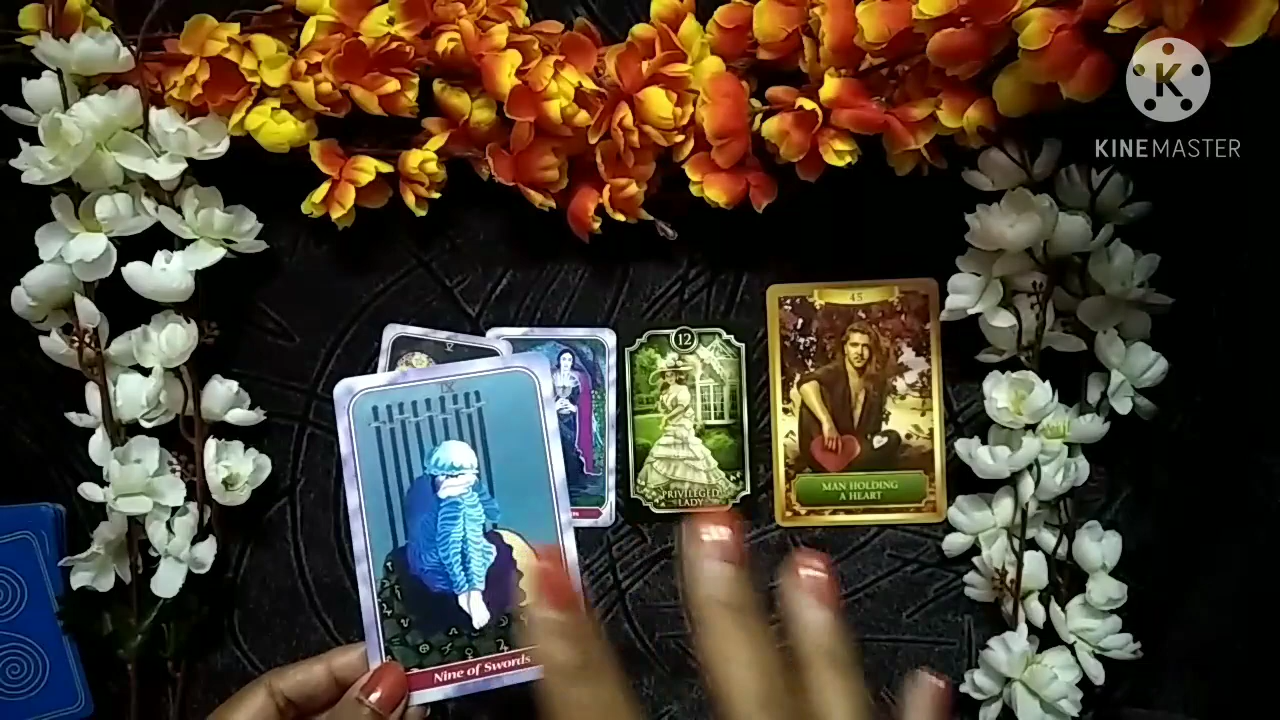 K
KINEMASTER
45
12
IX
MAN HOLDING
A HEART
PRIVILEGED
LADY
Nine of Swords